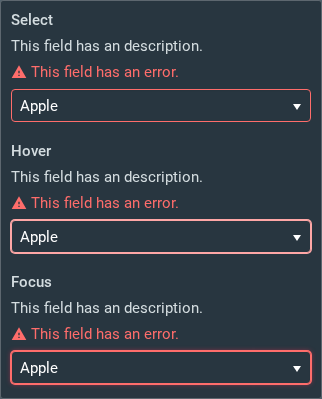 Select
This field has an description.
This field has an error.
Apple
Hover
This field has an description.
This field has an error.
Apple
Focus
This field has an description.
This field has an error.
Apple